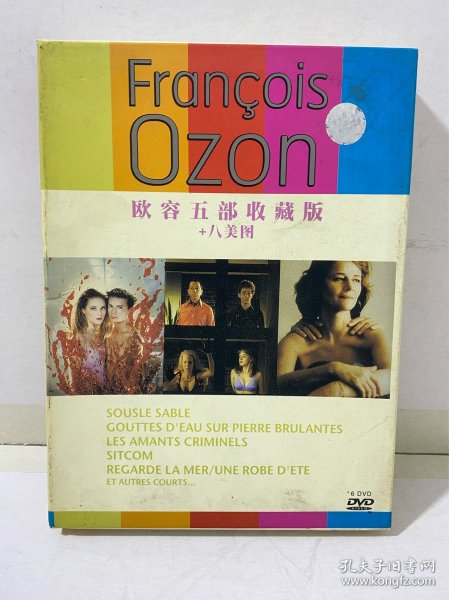 François
Ozon
欧容五部收藏版
+八美图
SOUSLE SABLE
GOUTTES D'EAU SUR PIERRE BRULANTES
LES AMANTS CRIMINELS
SITCOM
REGARDE LA MER/UNE ROBE D'ETE
ET AUTRES COURTS...
6 DVD
DVD
VIDEO
孔夫子旧书网
www.kongfz.com